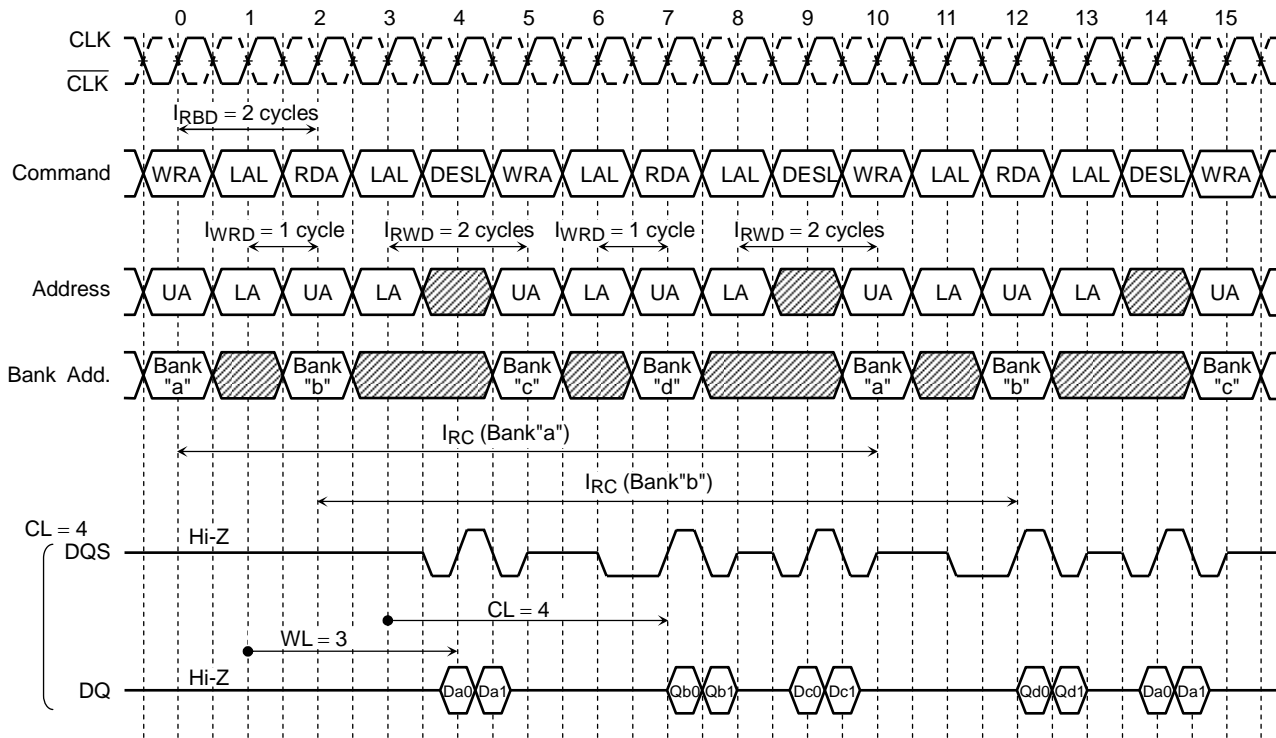 0 1 2 3 4 5 6 7 8 9 10 11 12 13 14 15
CLK
CLK
IRBD = 2 cycles
Command WRA LAL RDA LAL DESL WRA LAL RDA LAL DESL WRA LAL RDA LAL DESL WRA
IWRD = 1 cycle IRWD = 2 cycles IWRD = 1 cycle IRWD = 2 cycles
Address UA LA UA LA UA LA UA LA UA LA UA LA UA
Bank Add. Bank "a" Bank "b" Bank "c" Bank "d" Bank "a" Bank "b" Bank "c"
IRC (Bank"a")
IRC (Bank"b")
CL = 4
DQS Hi-Z
CL = 4
WL = 3
DQ Hi-Z Da0 Da1 Qb0 Qb1 Dc0 Dc1 Qd0 Qd1 Da0 Da1